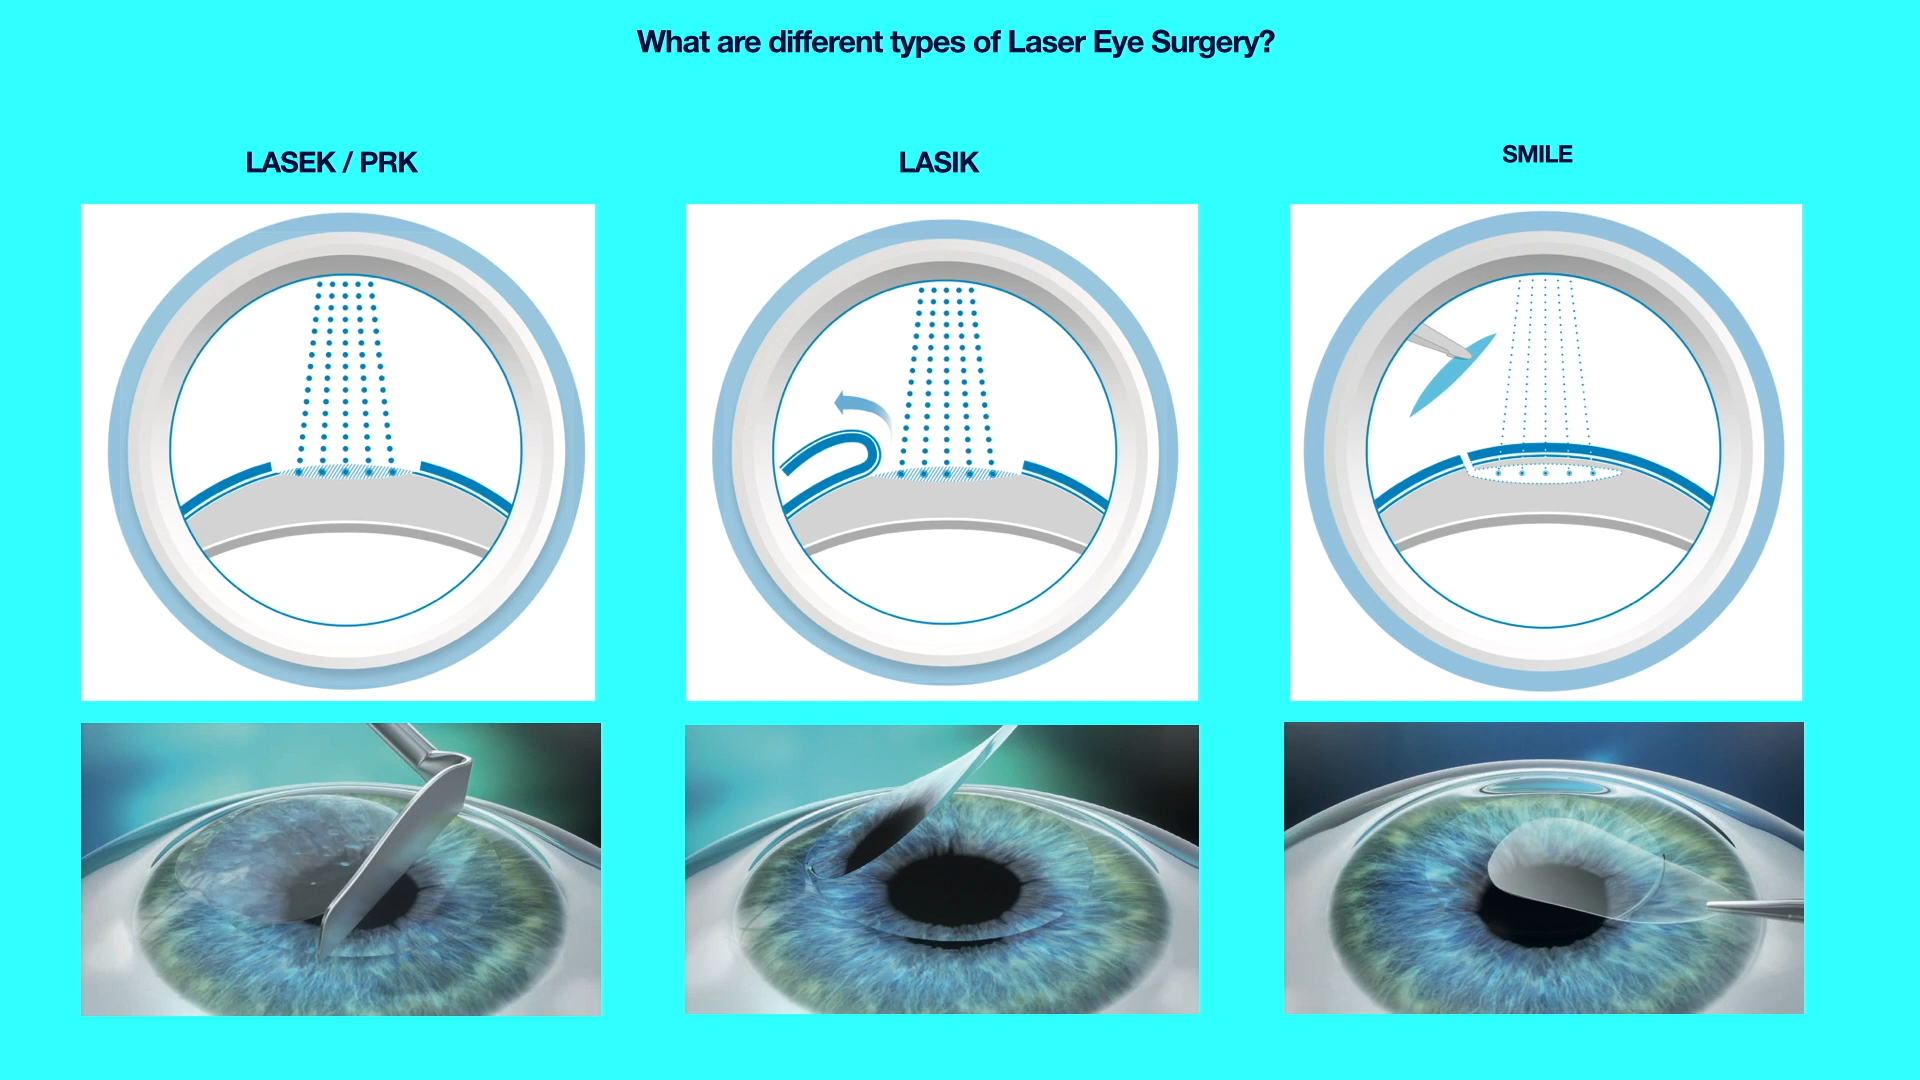 What are different types of Laser Eye Surgery?
LASEK / PRK
LASIK
SMILE